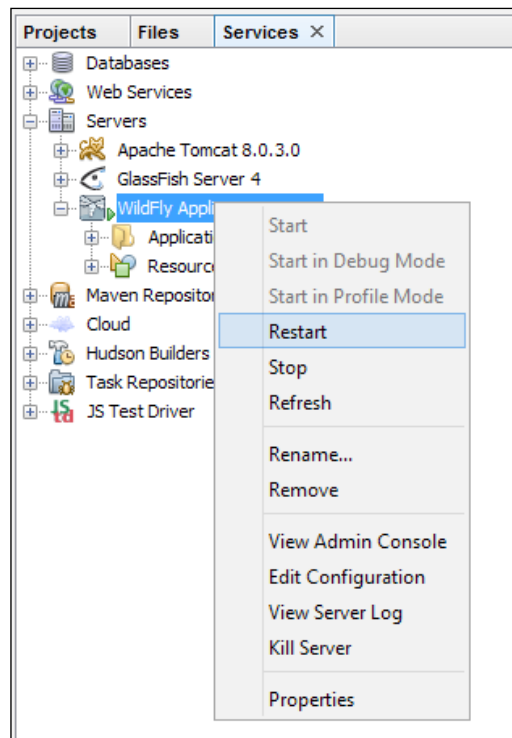 Projects Files Services ×
Databases
Web Services
Servers
Apache Tomcat 8.0.3.0
GlassFish Server 4
WildFly Appli
Applicati
Resourc
Maven Repositor
Cloud
Hudson Builders
Task Repositorie
JS Test Driver
Start
Start in Debug Mode
Start in Profile Mode
Restart
Stop
Refresh
Rename...
Remove
View Admin Console
Edit Configuration
View Server Log
Kill Server
Properties